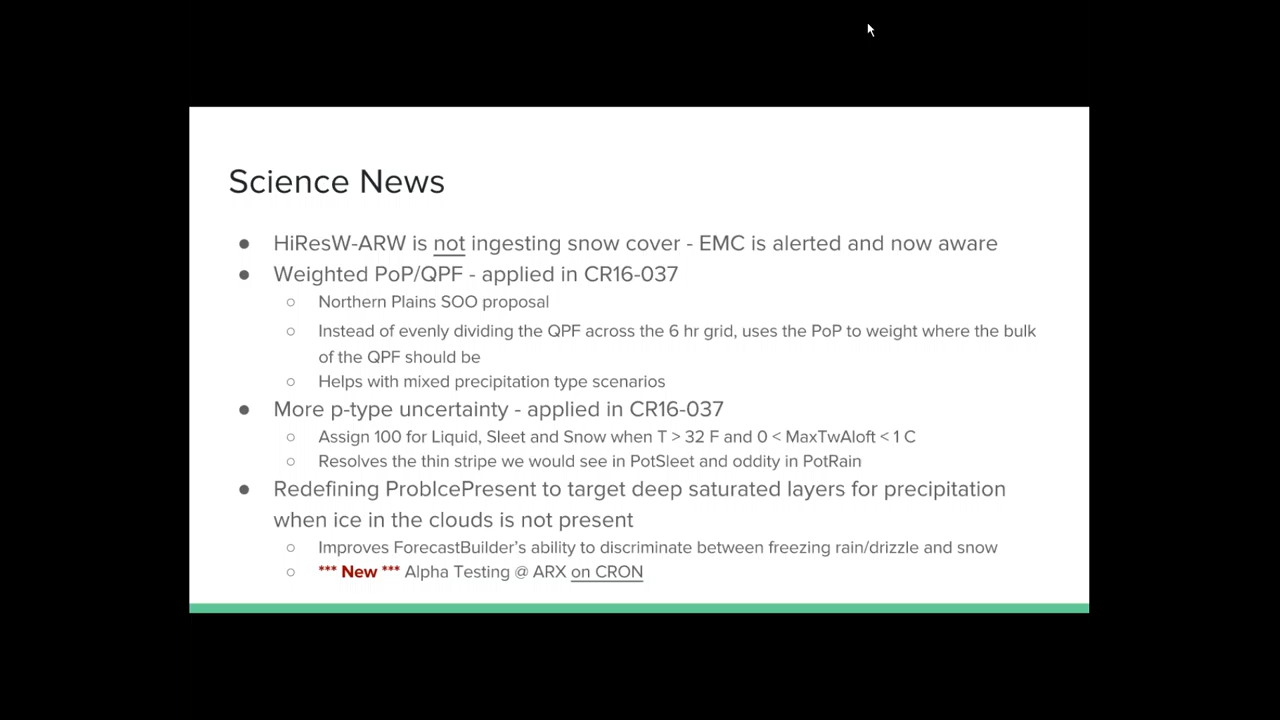 Science News
● HiResW-ARW is not ingesting snow cover - EMC is alerted and now aware
● Weighted PoP/QPF - applied in CR16-037
○ Northern Plains SOO proposal
○ Instead of evenly dividing the QPF across the 6 hr grid, uses the PoP to weight where the bulk
of the QPF should be
○ Helps with mixed precipitation type scenarios
● More p-type uncertainty - applied in CR16-037
○ Assign 100 for Liquid, Sleet and Snow when T > 32 F and 0 < MaxTwAloft < 1 C
○ Resolves the thin stripe we would see in PotSleet and oddity in PotRain
● Redefining ProbIcePresent to target deep saturated layers for precipitation
when ice in the clouds is not present
○ Improves ForecastBuilder's ability to discriminate between freezing rain/drizzle and snow
○ *** New *** Alpha Testing @ ARX on CRON